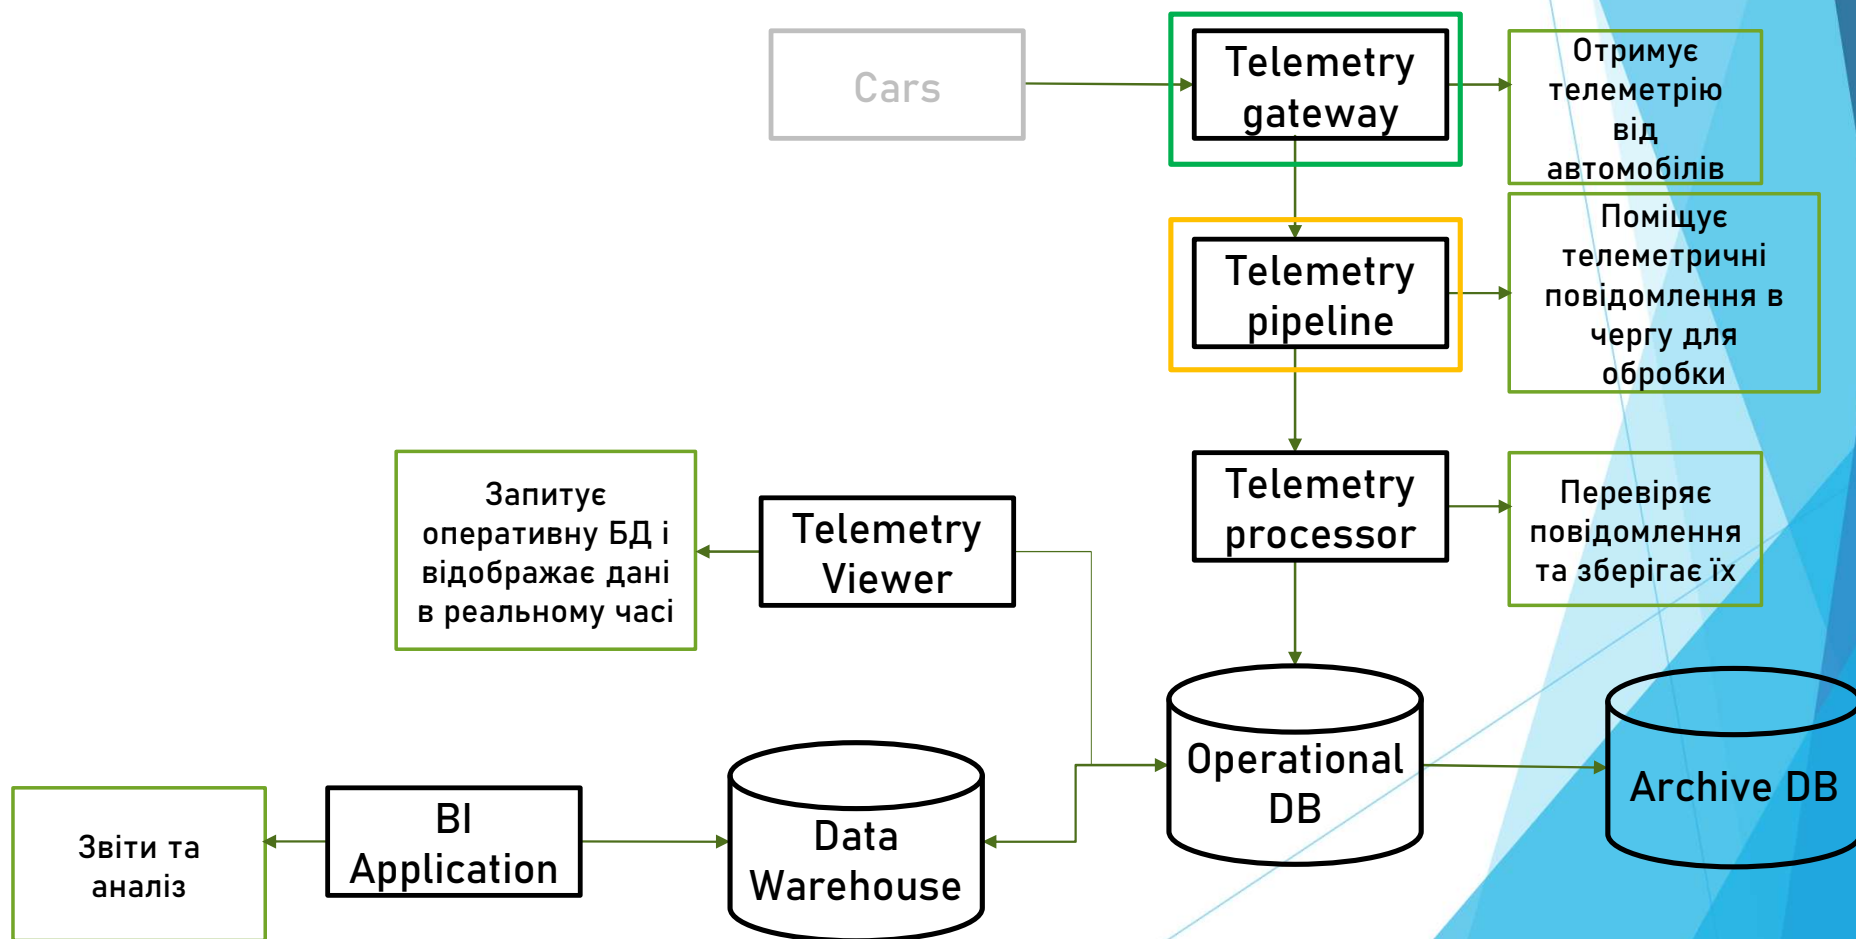 Cars
Telemetry
gateway
Отримує
телеметрію
від
автомобілів
Telemetry
pipeline
Поміщує
телеметричні
повідомлення в
чергу для
обробки
Запитує
оперативну БД і
відображає дані
в реальному часі
Telemetry
Viewer
Telemetry
processor
Перевіряє
повідомлення
та зберігає їх
Звіти та
аналіз
BI
Application
Data
Warehouse
Operational
DB
Archive DB